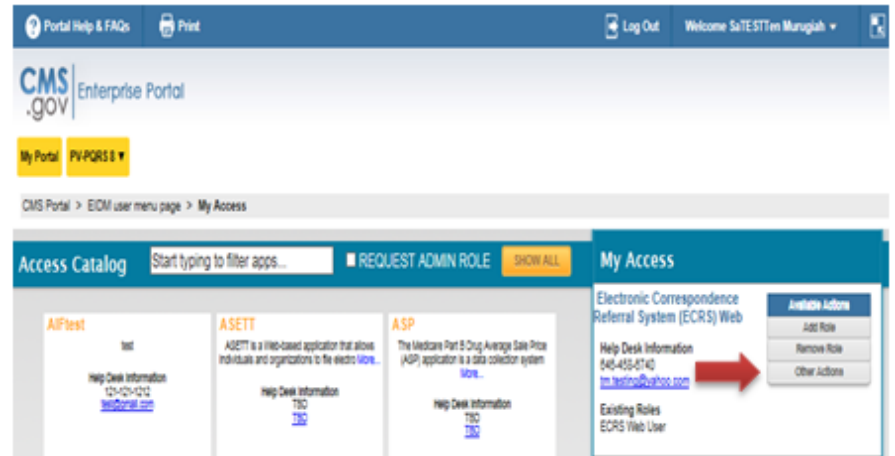 Portal Help & FAQs Print Log Out Welcome SaTESTTen Murugiah
CMS .gov Enterprise Portal
My Portal PV-PQRS 8
CMS Portal > EIDM user menu page > My Access
Access Catalog Start typing to filter apps... REQUEST ADMIN ROLE SHOW ALL
AIFtest
test
Help Desk Information
121-121-1212
test@gmail.com
ASETT
ASETT is a Web-based application that allows
individuals and organizations to file electro More...
Help Desk Information
TBD
TBD
ASP
The Medicare Part B Drug Average Sale Price
(ASP) application is a data collection system
More...
Help Desk Information
TBD
TBD
My Access
Electronic Correspondence
Referral System (ECRS) Web
Help Desk Information
tm.testing@yahoo.com
Existing Roles
ECRS Web User
Available Actions
Add Role
Remove Role
Other Actions